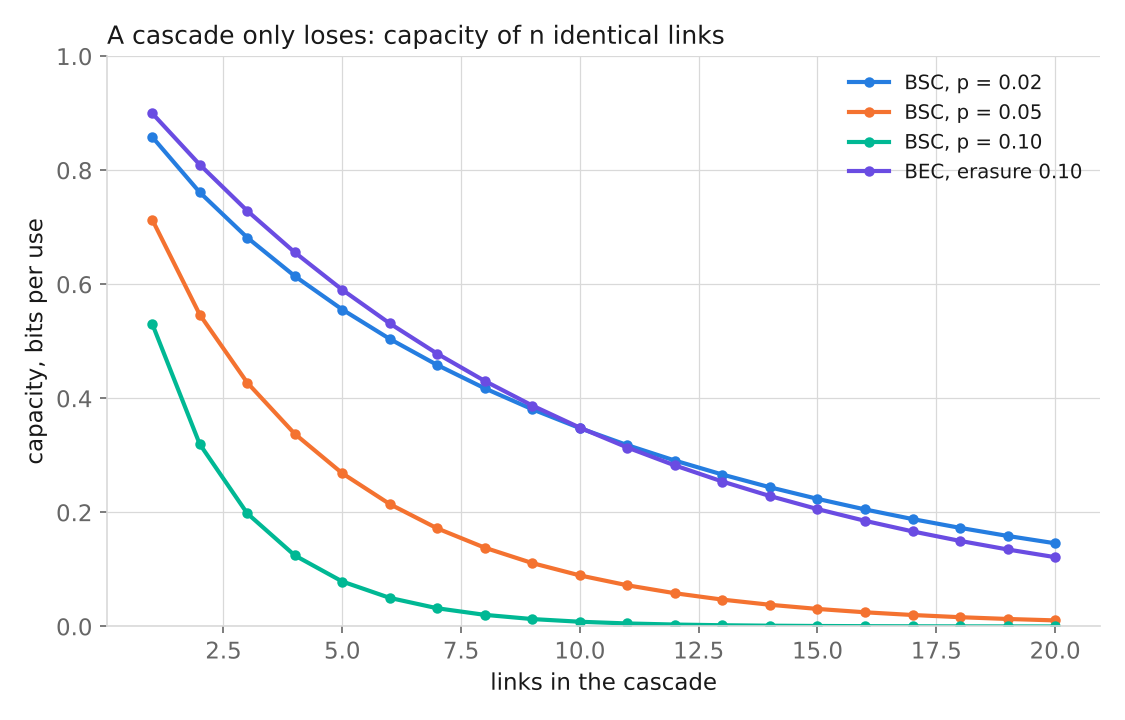 A cascade only loses: capacity of n identical links
1.0
0.8
0.6
0.4
0.2
0.0
capacity, bits per use
BSC, p = 0.02
BSC, p = 0.05
BSC, p = 0.10
BEC, erasure 0.10
2.5 5.0 7.5 10.0 12.5 15.0 17.5 20.0
links in the cascade